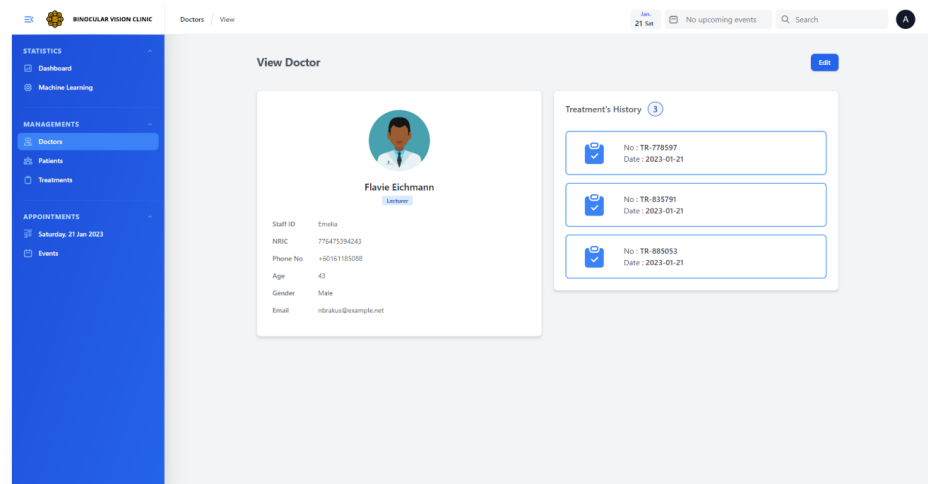 BINOCULAR VISION CLINIC
Doctors / View
Jan.
21 Sat
No upcoming events
Search
A
STATISTICS
Dashboard
Machine Learning
MANAGEMENTS
Doctors
Patients
Treatments
APPOINTMENTS
Saturday, 21 Jan 2023
Events
View Doctor
Edit
Flavie Eichmann
Lecturer
Staff ID Emelia
NRIC 776475394243
Phone No +60161185088
Age 43
Gender Male
Email nbrakus@example.net
Treatment's History 3
No : TR-778597
Date : 2023-01-21
No : TR-835791
Date : 2023-01-21
No : TR-885053
Date : 2023-01-21